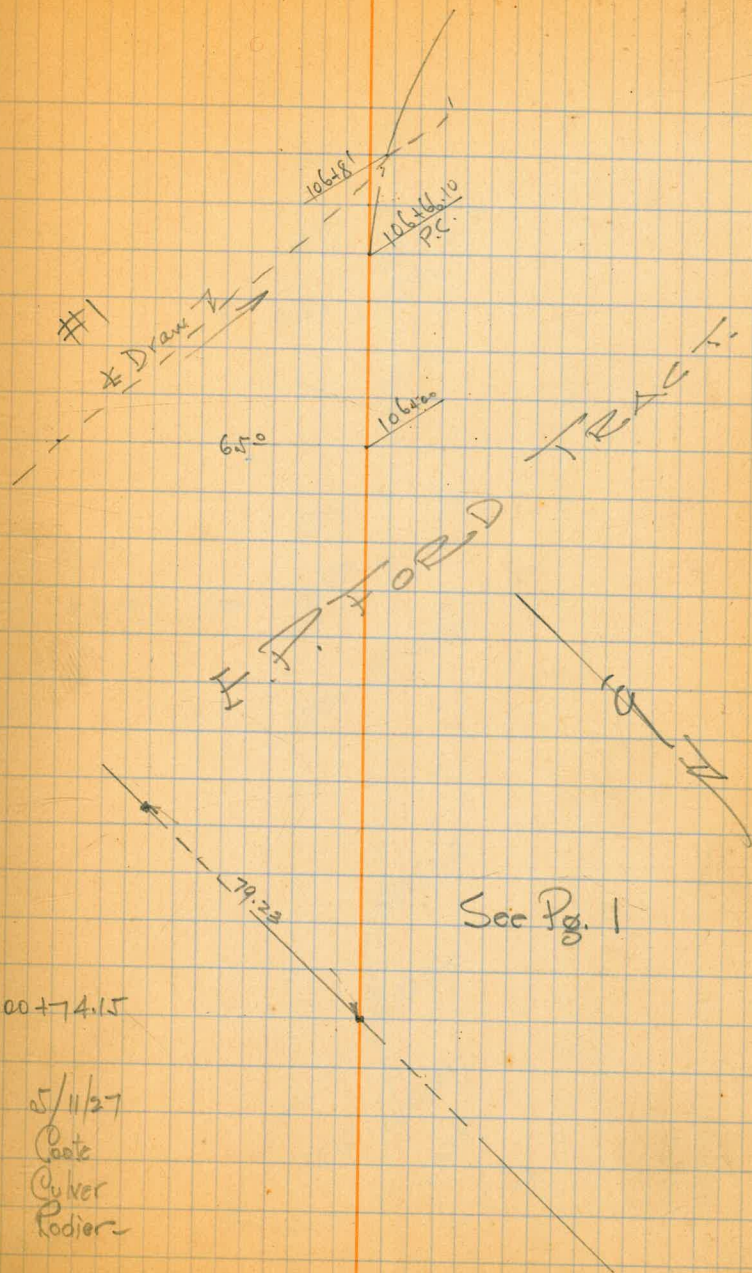 106+81
106+66.10
P.C.
#1
Draw
106+00
650
TRACT.
FORD
N
79.23
See Pg. 1
00+74.15
5/11/27
Coote
Culver
Rodier